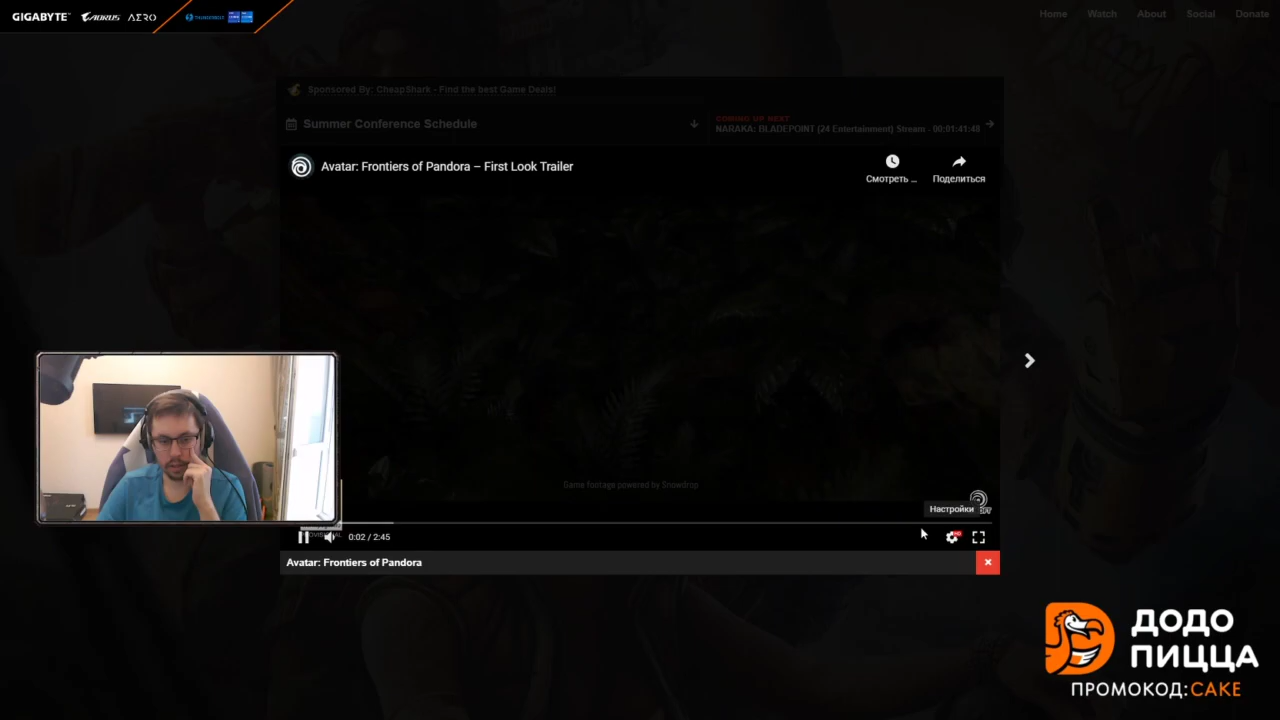 GIGABYTE AORUS AERO THUNDERBOLT
Home Watch About Social Donate
Sponsored By: CheapShark - Find the best Game Deals!
Summer Conference Schedule
COMING UP NEXT
NARAKA: BLADEPOINT (24 Entertainment) Stream - 00:01:41:48
Avatar: Frontiers of Pandora – First Look Trailer
Смотреть ...
Поделиться
Game footage powered by Snowdrop
Настройки
0:02 / 2:45
HD
Avatar: Frontiers of Pandora
ДОДО
ПИЦЦА
ПРОМОКОД:CAKE